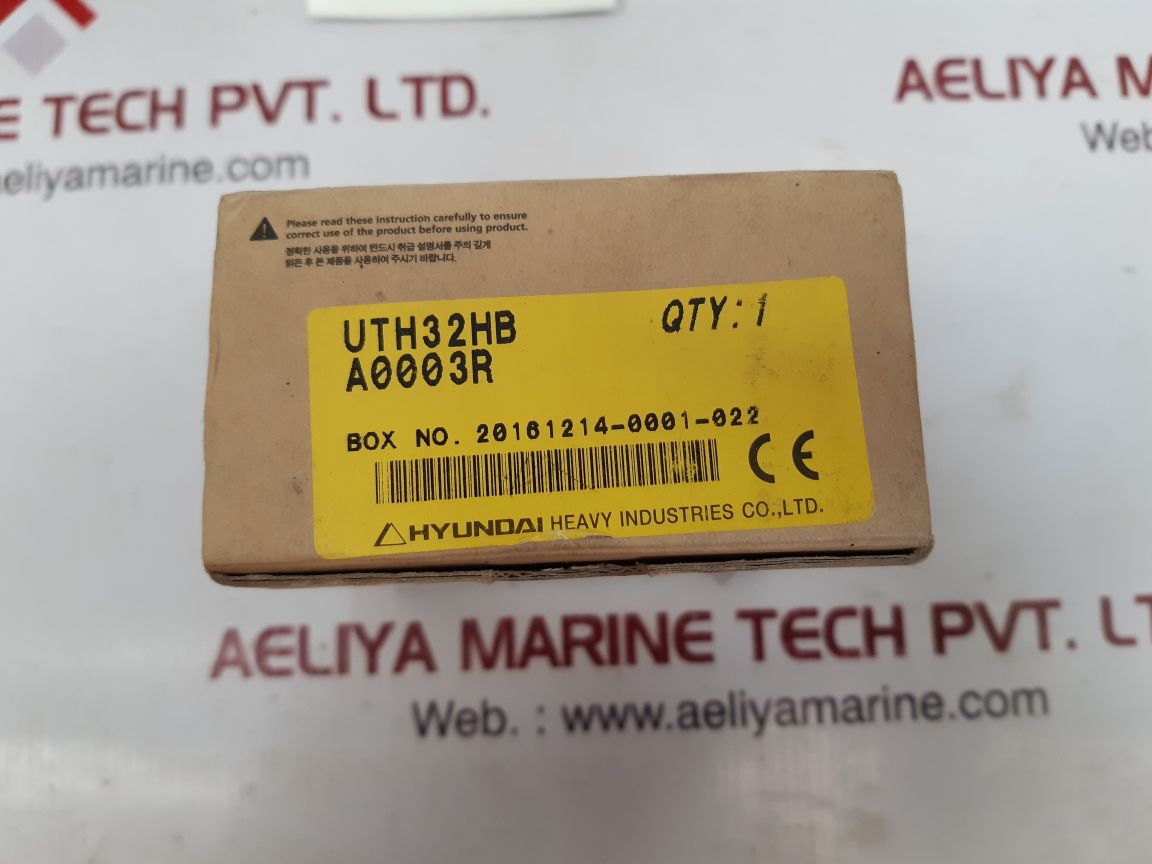 E TECH PVT. LTD.
aeliyamarine.com
AELIYA M
Web
Please read these instruction carefully to ensure
correct use of the product before using product.
정확한 사용을 위하여 반드시 취급 설명서를 주의 깊게
읽은 후 본 제품을 사용하여 주시기 바랍니다.
UTH32HB QTY:1
A0003R
BOX NO. 20161214-0001-022
CE
HYUNDAI HEAVY INDUSTRIES CO.,LTD.
AELIYA MARINE TECH PVT. LT
Web. : www.aeliyamarine.com